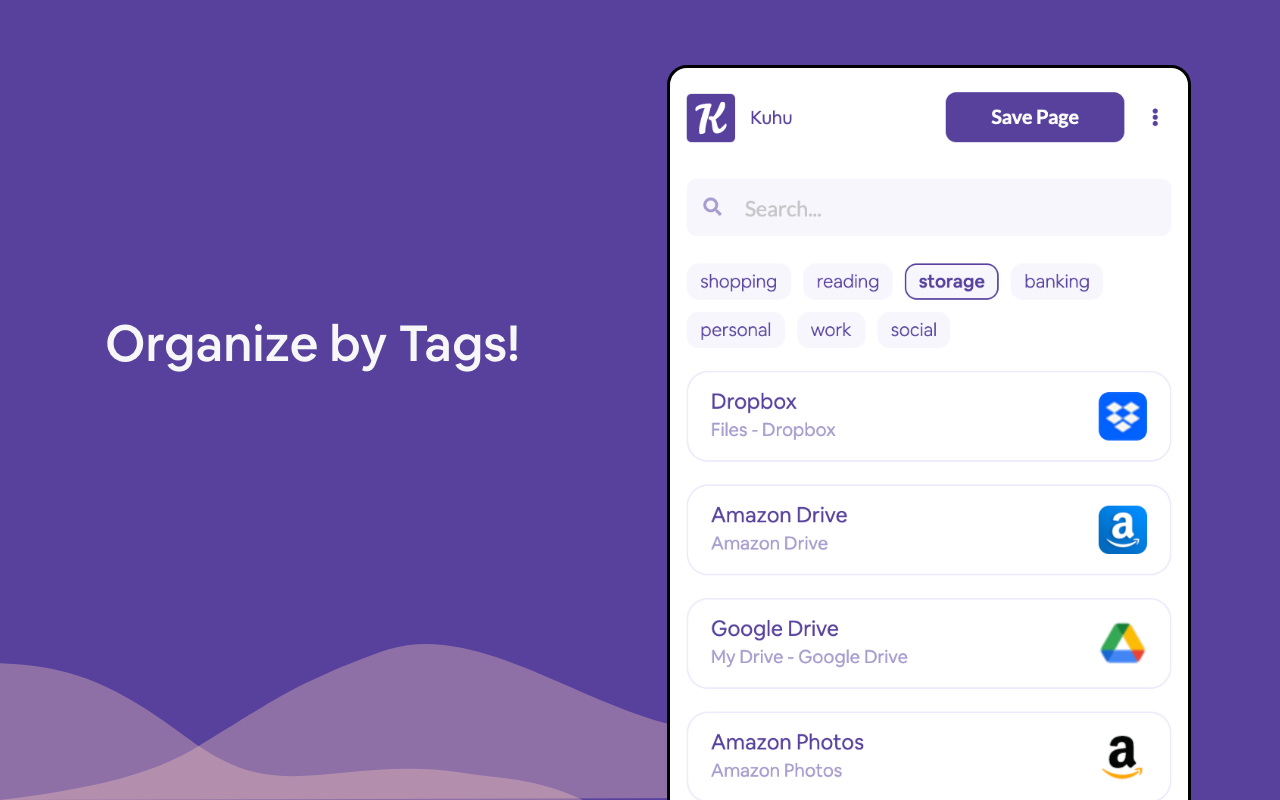 Organize by Tags!
K Kuhu Save Page
Search...
shopping reading storage banking
personal work social
Dropbox
Files - Dropbox
Amazon Drive
a
Amazon Drive
Google Drive
My Drive - Google Drive
Amazon Photos
a
Amazon Photos